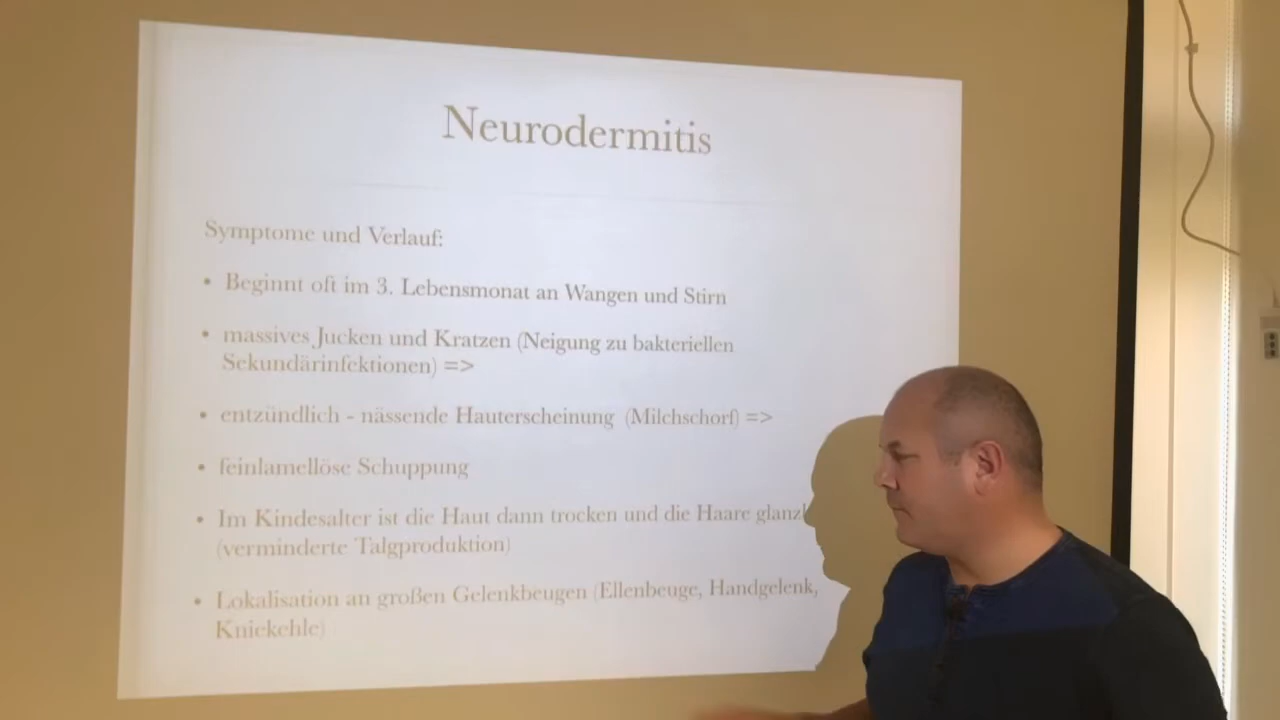 Neurodermitis
Symptome und Verlauf:
• Beginnt oft im 3. Lebensmonat an Wangen und Stirn
• massives Jucken und Kratzen (Neigung zu bakteriellen
Sekundärinfektionen) =>
• entzündlich - nässende Hauterscheinung (Milchschorf) =>
• feinlamellöse Schuppung
• Im Kindesalter ist die Haut dann trocken und die Haare
(verminderte Talgproduktion)
• Lokalisation an großen Gelenkbeugen (Ellenbeuge, Handgelenk,
Kniekehle)